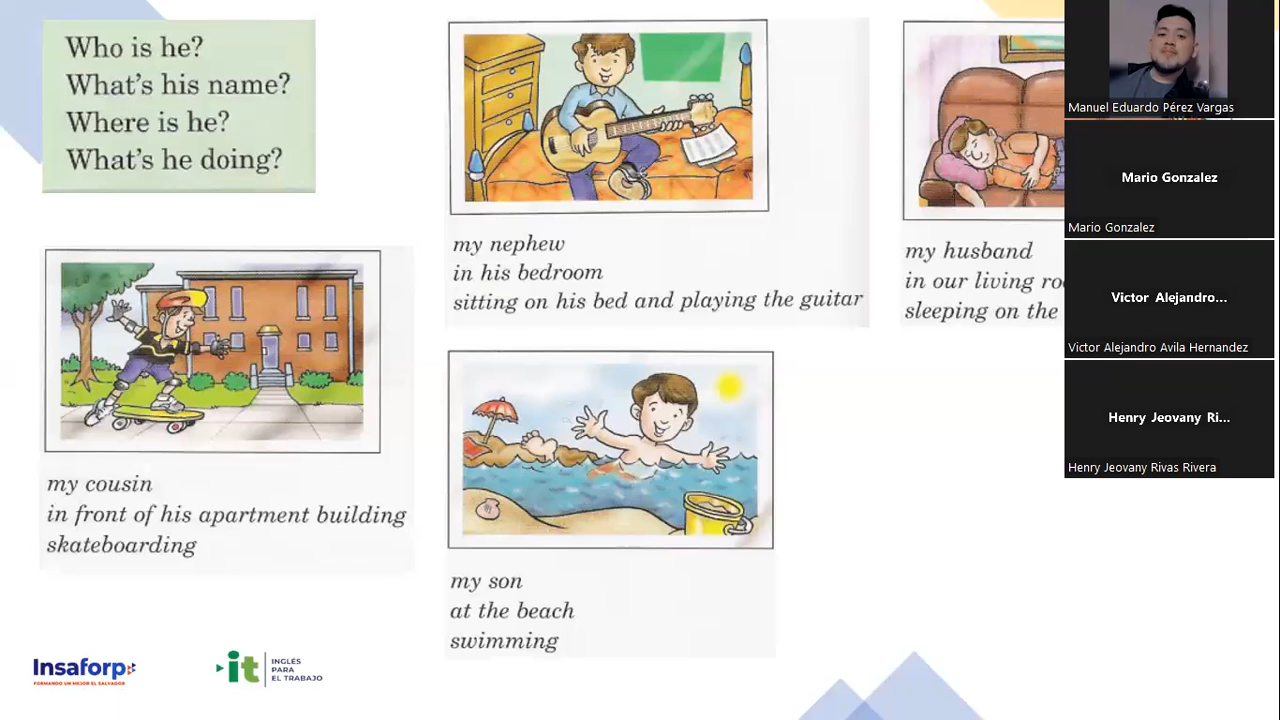 Who is he?
What's his name?
Where is he?
What's he doing?
my nephew
in his bedroom
sitting on his bed and playing the guitar
my husband
in our living
sleeping on the
my cousin
in front of his apartment building
skateboarding
my son
at the beach
swimming
Insaforp
FORMANDO UN MEJOR EL SALVADOR
it
INGLÉS
PARA
EL TRABAJO
Manuel Eduardo Pérez Vargas
Mario Gonzalez
Mario Gonzalez
Victor Alejandro...
Victor Alejandro Avila Hernandez
Henry Jeovany Ri...
Henry Jeovany Rivas Rivera